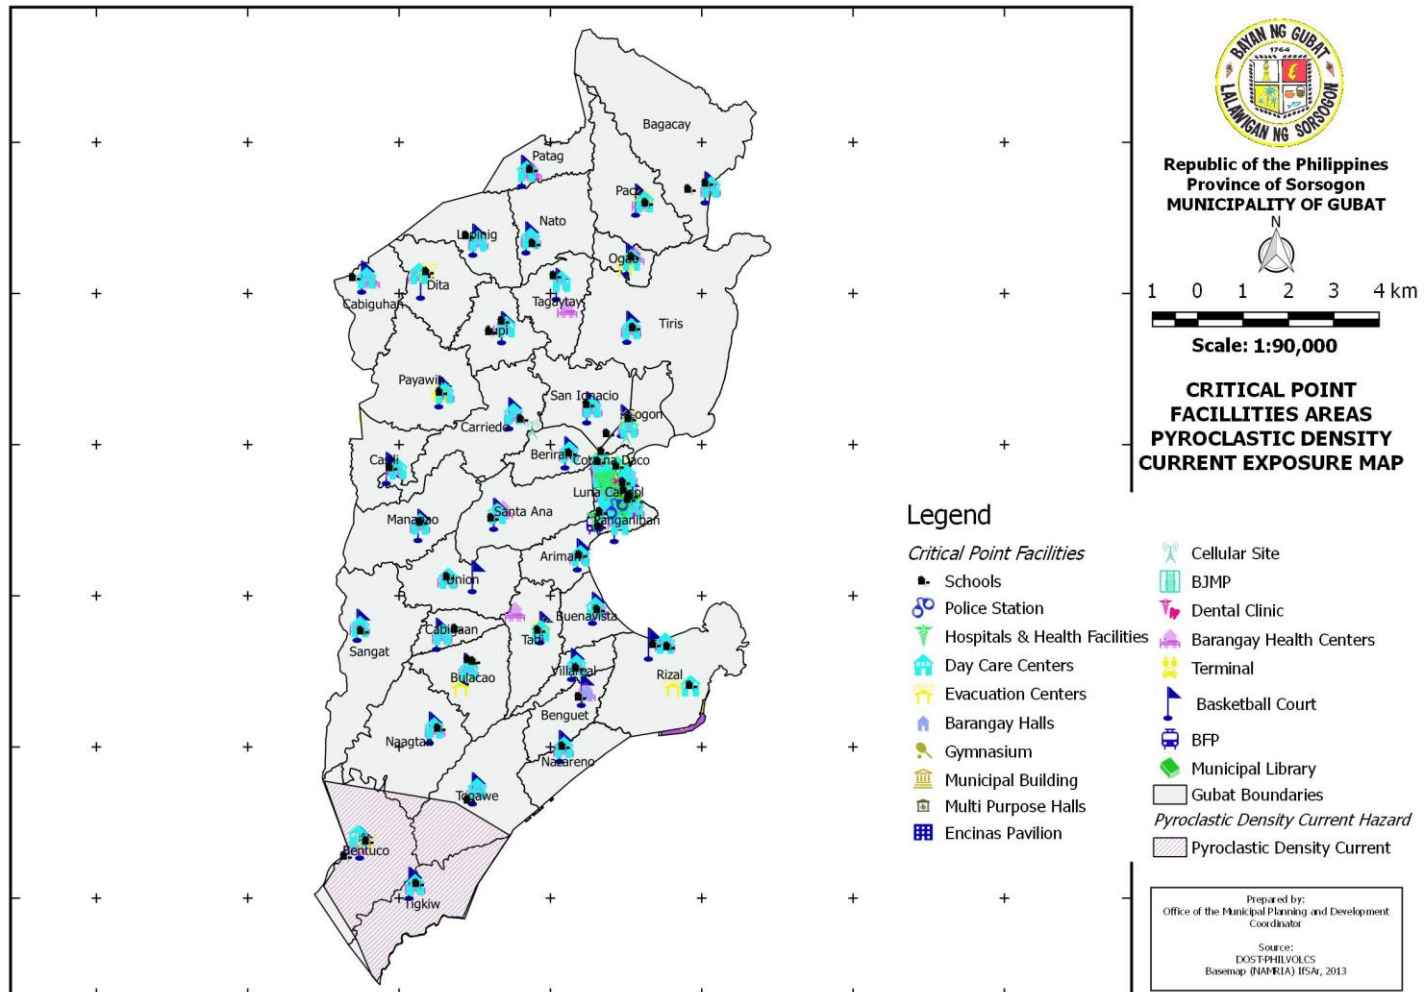 BAYAN NG GUBAT
1764
LALAWIGAN NG SORSOGON
Republic of the Philippines
Province of Sorsogon
MUNICIPALITY OF GUBAT
N
1 0 1 2 3 4 km
Scale: 1:90,000
CRITICAL POINT
FACILLITIES AREAS
PYROCLASTIC DENSITY
CURRENT EXPOSURE MAP
Bagacay
Patag
Paco
Nato
Lapinig
Ogao
Dita
Cabiguhan
Tagaytay
Tiris
Lupi
Payawin
San Ignacio
Cogon
Carriedo
Beriran
Cota na Daco
Casili
Luna Candol
Manapao
Santa Ana
Panganiban
Ariman
Union
Buenavista
Cabigaan
Tabi
Sangat
Villareal
Bulacao
Rizal
Benguet
Naagtan
Nazareno
Togawe
Bentuco
Tigkiw
Legend
Critical Point Facilities
Schools
Police Station
Hospitals & Health Facilities
Day Care Centers
Evacuation Centers
Barangay Halls
Gymnasium
Municipal Building
Multi Purpose Halls
Encinas Pavilion
Cellular Site
BJMP
Dental Clinic
Barangay Health Centers
Terminal
Basketball Court
BFP
Municipal Library
Gubat Boundaries
Pyroclastic Density Current Hazard
Pyroclastic Density Current
Prepared by:
Office of the Municipal Planning and Development
Coordinator
Source:
DOST-PHILVOLCS
Basemap (NAMRIA) IfSAr, 2013